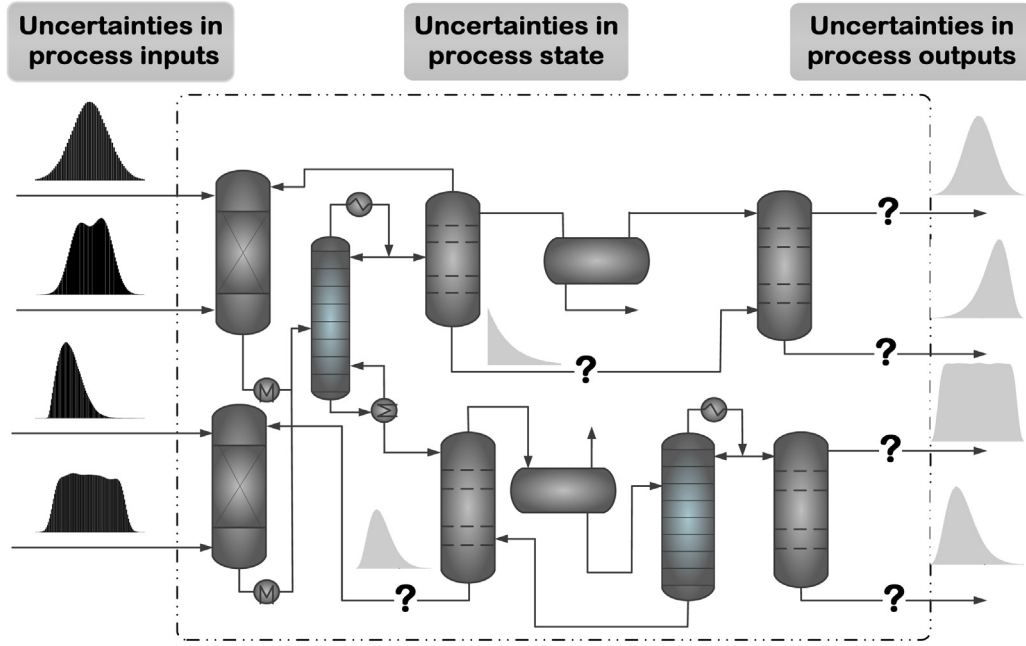 Uncertainties in
process inputs
Uncertainties in
process state
Uncertainties in
process outputs
?
?
?
?
?
?
M
M